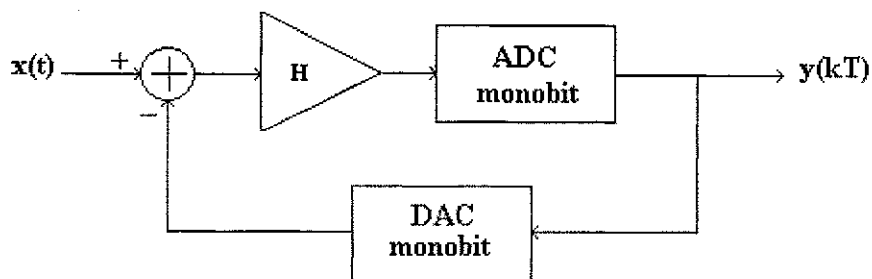 x(t)
+
−
H
ADC
monobit
y(kT)
DAC
monobit